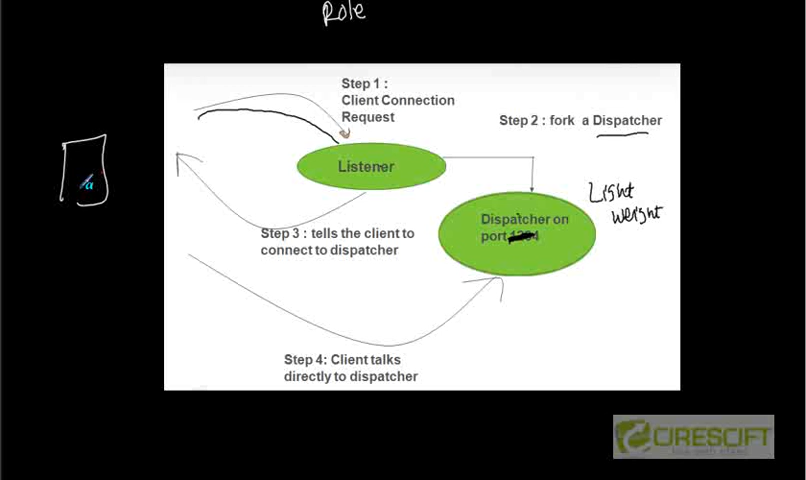 Role
Step 1 :
Client Connection
Request
Step 2 : fork a Dispatcher
Listener
Light
weight
Dispatcher on
port
Step 3 : tells the client to
connect to dispatcher
Step 4: Client talks
directly to dispatcher
CIRESCIFT